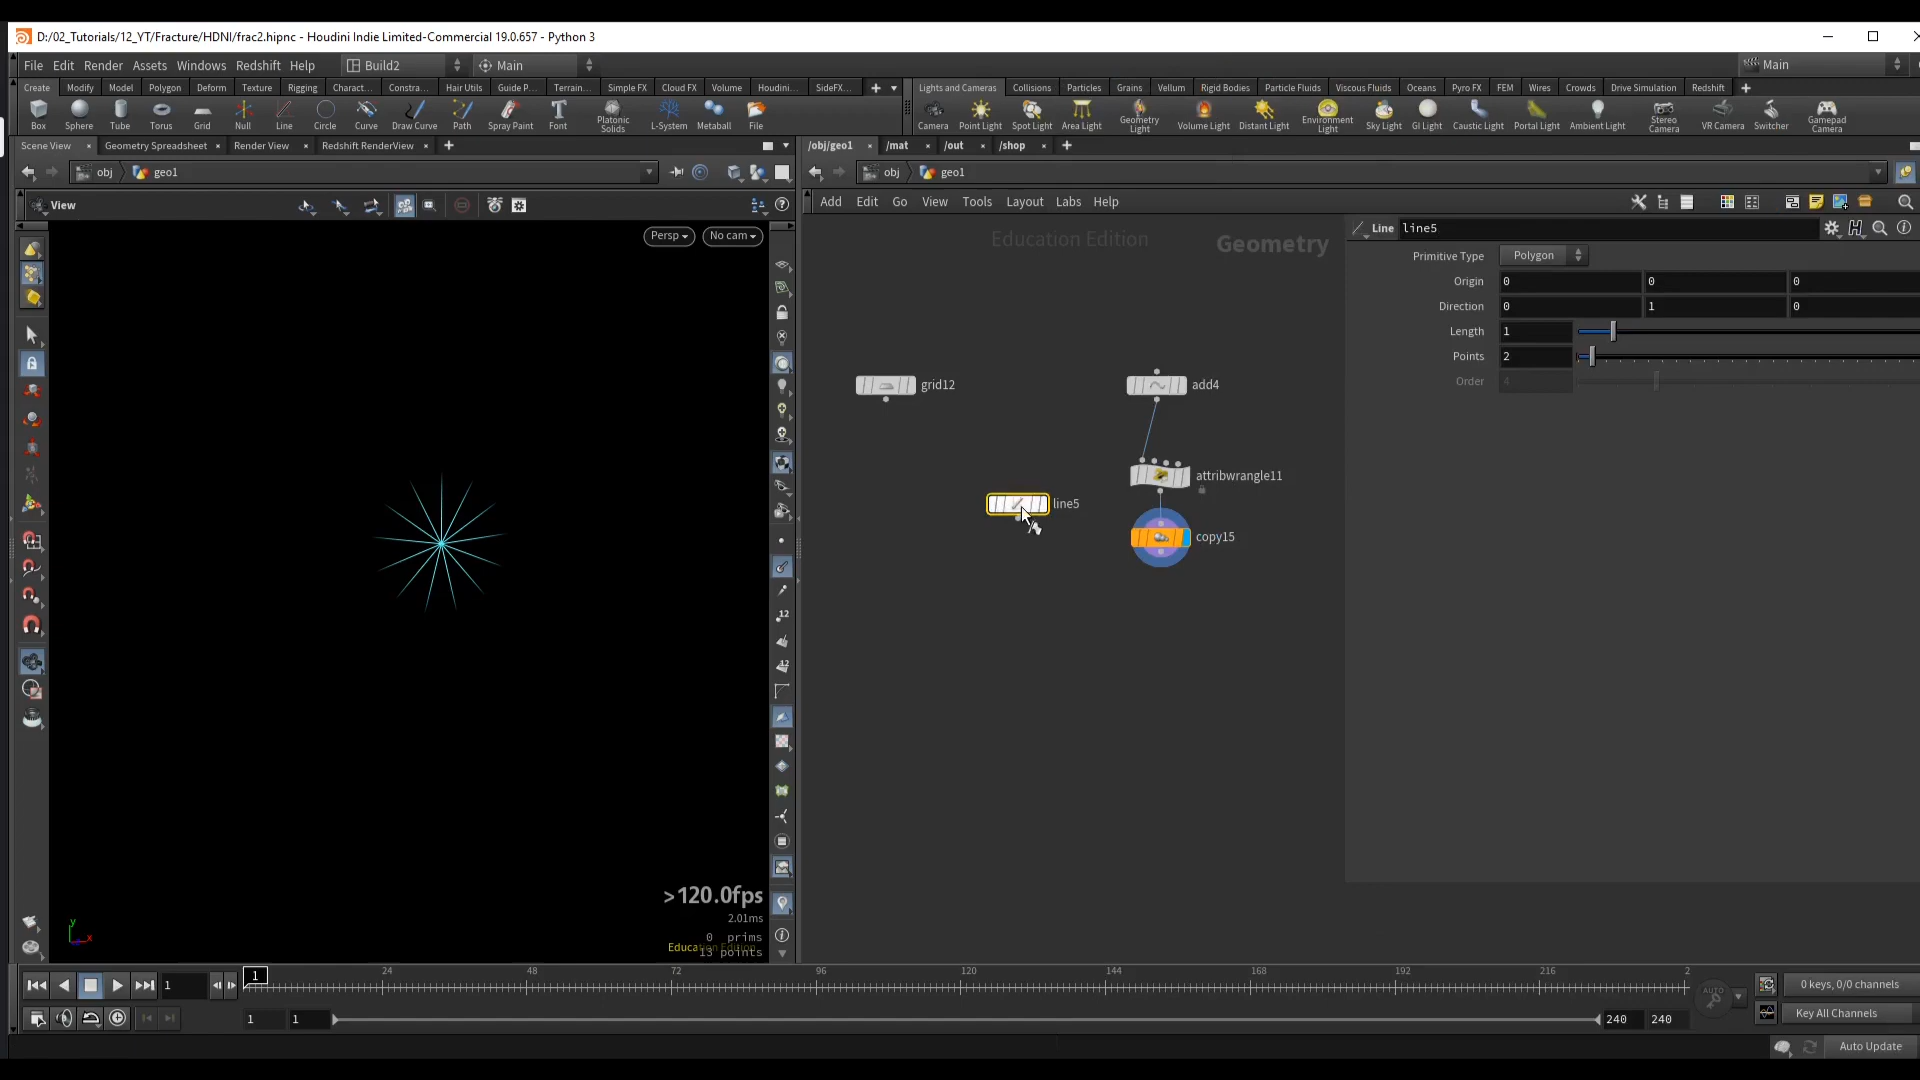 D:/02_Tutorials/12_YT/Fracture/HDNI/frac2.hipnc - Houdini Indie Limited-Commercial 19.0.657 - Python 3
File Edit Render Assets Windows Redshift Help Build2 Main Main
Create Modify Model Polygon Deform Texture Rigging Charact... Constra... Hair Utils Guide P... Terrain... Simple FX Cloud FX Volume Houdini... SideFX... Lights and Cameras Collisions Particles Grains Vellum Rigid Bodies Particle Fluids Viscous Fluids Oceans Pyro FX FEM Wires Crowds Drive Simulation Redshift
Box Sphere Tube Torus Grid Null Line Circle Curve Draw Curve Path Spray Paint Font Platonic Solids L-System Metaball File Camera Point Light Spot Light Area Light Geometry Light Volume Light Distant Light Environment Light Sky Light GI Light Caustic Light Portal Light Ambient Light Stereo Camera VR Camera Switcher Gamepad Camera
Scene View Geometry Spreadsheet Render View Redshift RenderView /obj/geo1 /mat /out /shop
obj geo1 obj geo1
View Add Edit Go View Tools Layout Labs Help
Persp No cam Education Edition Geometry
Line line5
Primitive Type Polygon
Origin 0 0 0
Direction 0 1 0
Length 1
Points 2
Order 4
grid12 add4
attribwrangle11
line5
copy15
12
12
>120.0fps
2.01ms
0 prims
Education Edition
13 points
y
x
1 1 24 48 72 96 120 144 168 192 216 2
AUTO
0 keys, 0/0 channels
1 1 240 240 Key All Channels
Auto Update